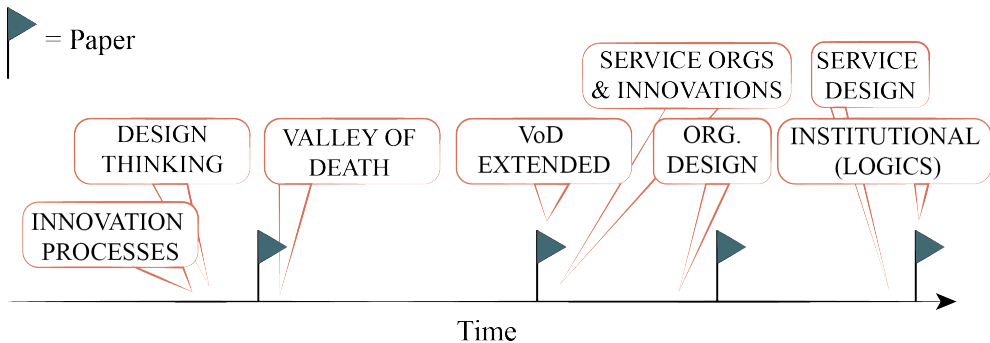 = Paper
SERVICE ORGS
& INNOVATIONS
SERVICE
DESIGN
DESIGN
THINKING
VALLEY OF
DEATH
VoD
EXTENDED
ORG.
DESIGN
INSTITUTIONAL
(LOGICS)
INNOVATION
PROCESSES
Time